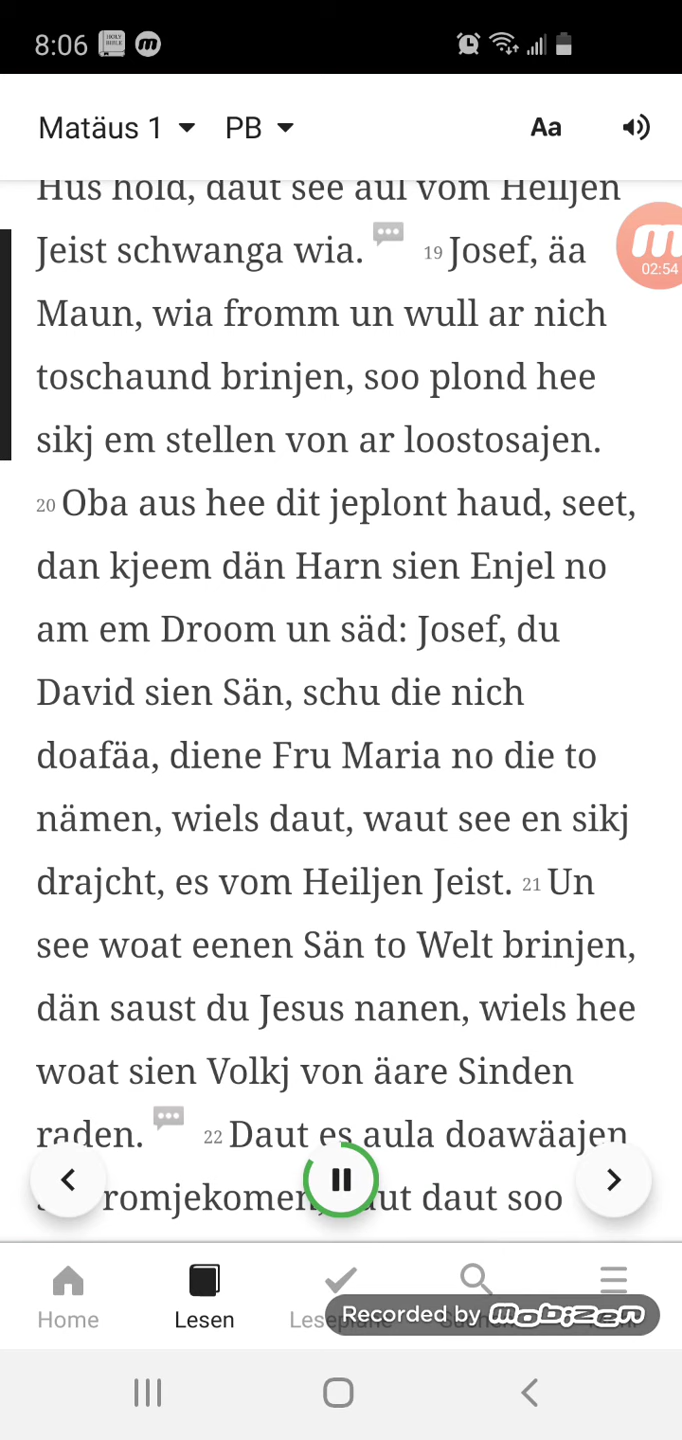 8:06
HOLY BIBLE
Matäus 1 PB Aa
Hus hold, daut see aul vom Heiljen
Jeist schwanga wia. 19 Josef, äa
02:54
Maun, wia fromm un wull ar nich
toschaund brinjen, soo plond hee
sikj em stellen von ar loostosajen.
20 Oba aus hee dit jeplont haud, seet,
dan kjeem dän Harn sien Enjel no
am em Droom un säd: Josef, du
David sien Sän, schu die nich
doafäa, diene Fru Maria no die to
nämen, wiels daut, waut see en sikj
drajcht, es vom Heiljen Jeist. 21 Un
see woat eenen Sän to Welt brinjen,
dän saust du Jesus nanen, wiels hee
woat sien Volkj von äare Sinden
raden. 22 Daut es aula doawäajen
daut soo
Home Lesen
Recorded by mobizen